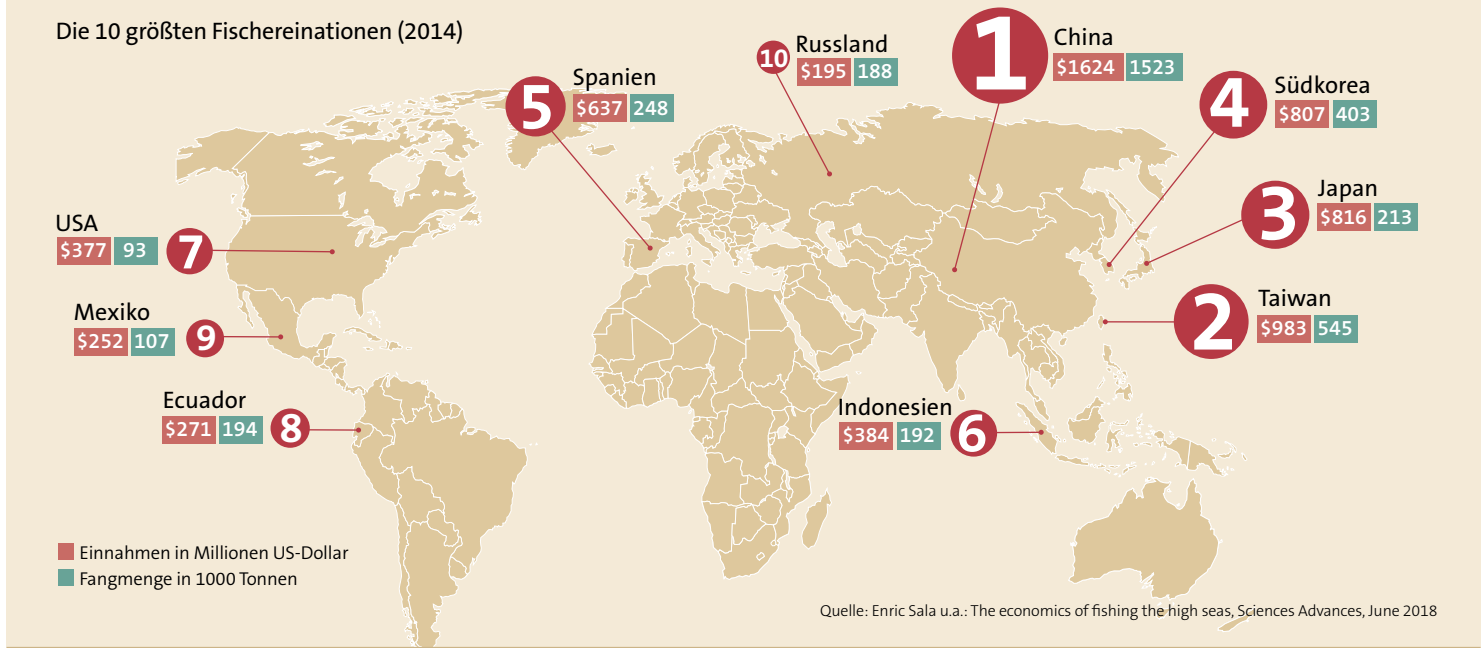 Die 10 größten Fischereinationen (2014)
10 Russland
$195 188
1 China
$1624 1523
5 Spanien
$637 248
4 Südkorea
$807 403
3 Japan
$816 213
USA
$377 93 7
2 Taiwan
$983 545
Mexiko
$252 107 9
Ecuador
$271 194 8
Indonesien
$384 192 6
Einnahmen in Millionen US-Dollar
Fangmenge in 1000 Tonnen
Quelle: Enric Sala u.a.: The economics of fishing the high seas, Sciences Advances, June 2018